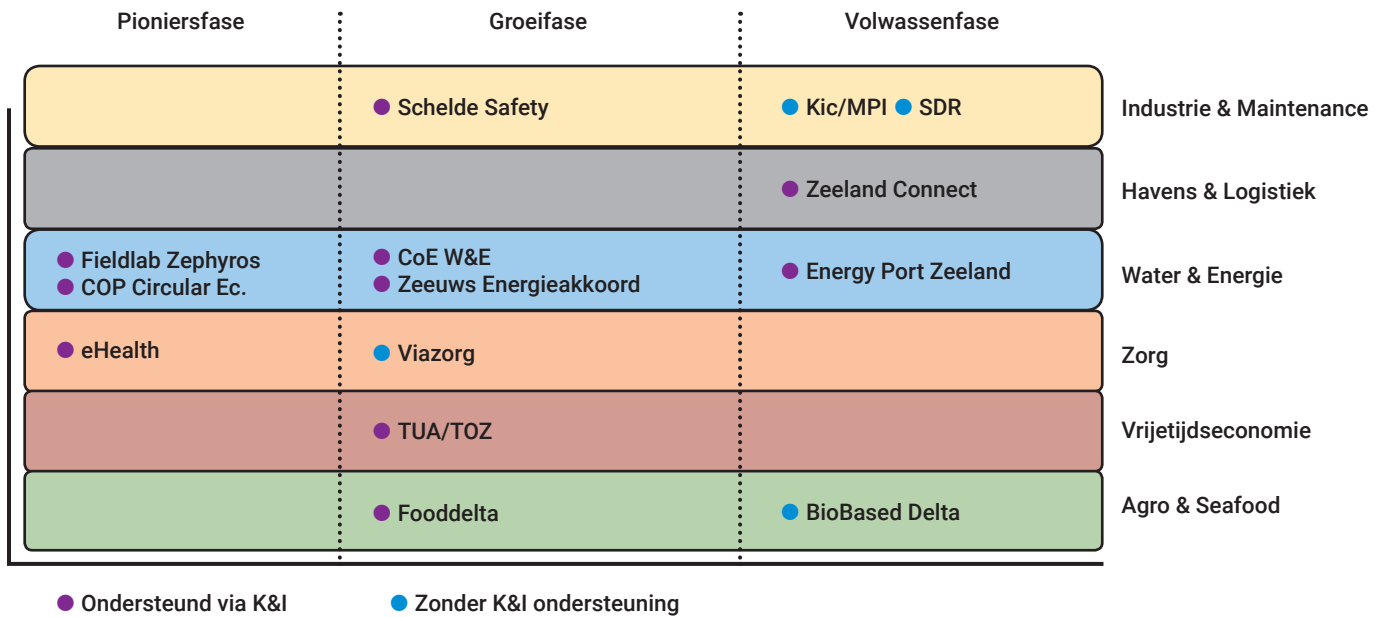 Pioniersfase Groeifase Volwassenfase
Schelde Safety Kic/MPI SDR Industrie & Maintenance
Zeeland Connect Havens & Logistiek
Fieldlab Zephyros CoE W&E Energy Port Zeeland Water & Energie
COP Circular Ec. Zeeuws Energieakkoord
eHealth Viazorg Zorg
TUA/TOZ Vrijetijdseconomie
Fooddelta BioBased Delta Agro & Seafood
Ondersteund via K&I Zonder K&I ondersteuning